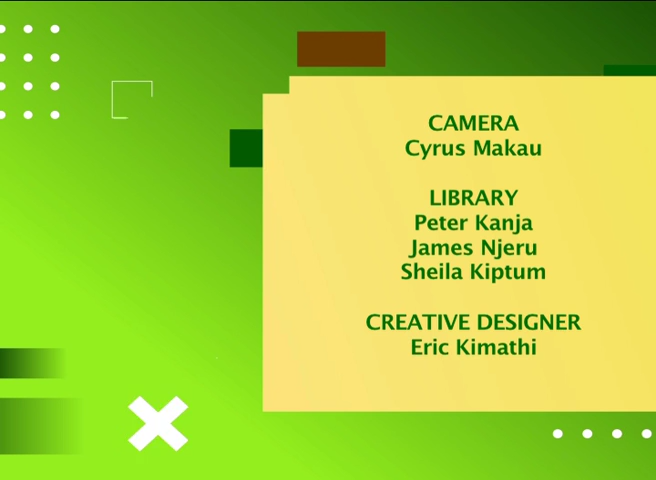 CAMERA
Cyrus Makau
LIBRARY
Peter Kanja
James Njeru
Sheila Kiptum
CREATIVE DESIGNER
Eric Kimathi